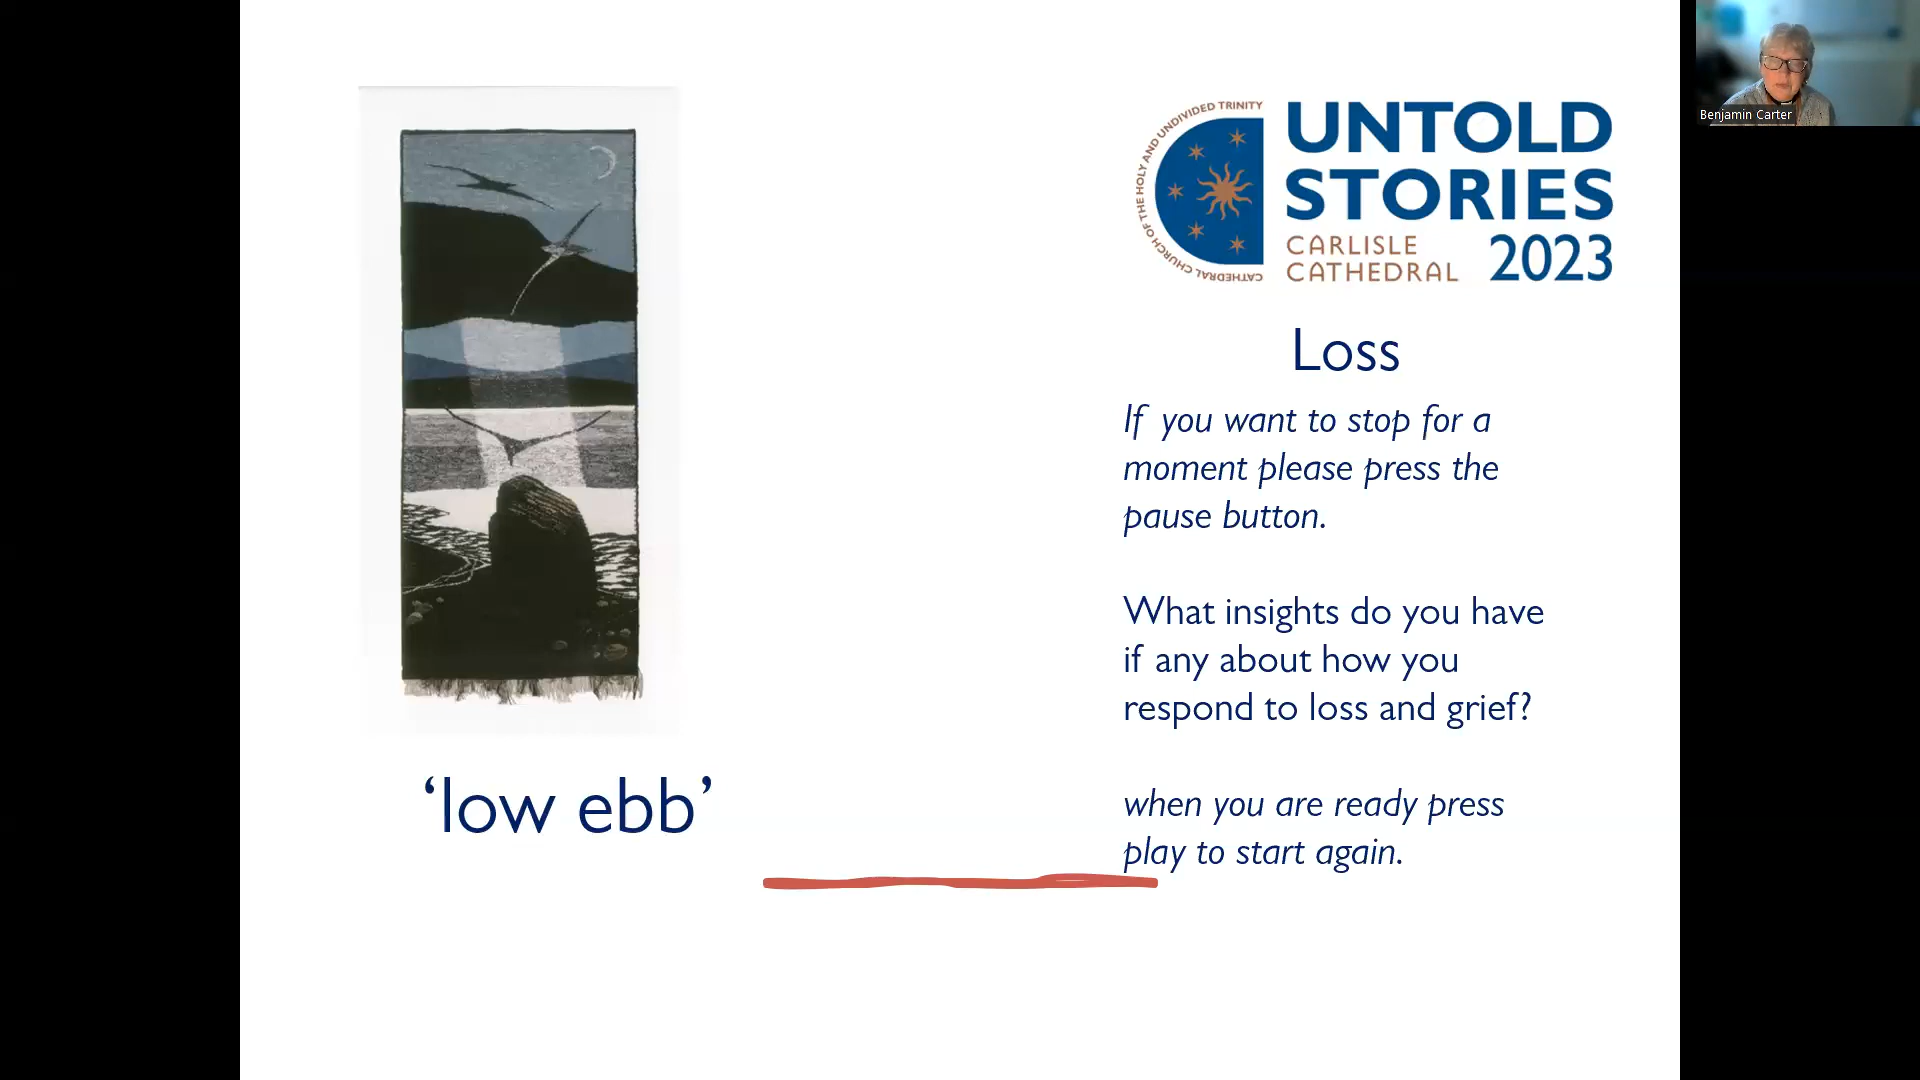 CATHEDRAL CHURCH OF THE HOLY AND UNDIVIDED TRINITY
UNTOLD
STORIES
CARLISLE
CATHEDRAL 2023
Benjamin Carter
Loss
If you want to stop for a
moment please press the
pause button.
What insights do you have
if any about how you
respond to loss and grief?
when you are ready press
play to start again.
‘low ebb’